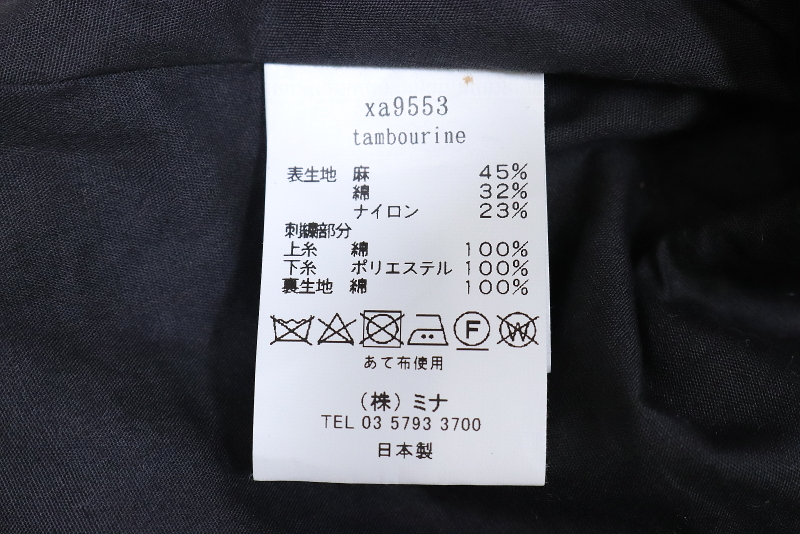 xa9553
tambourine
表生地 麻 45%
綿 32%
ナイロン 23%
刺繍部分
上糸 綿 100%
下糸 ポリエステル 100%
裏生地 綿 100%
F W
あて布使用
(株)ミナ
TEL 03 5793 3700
日本製